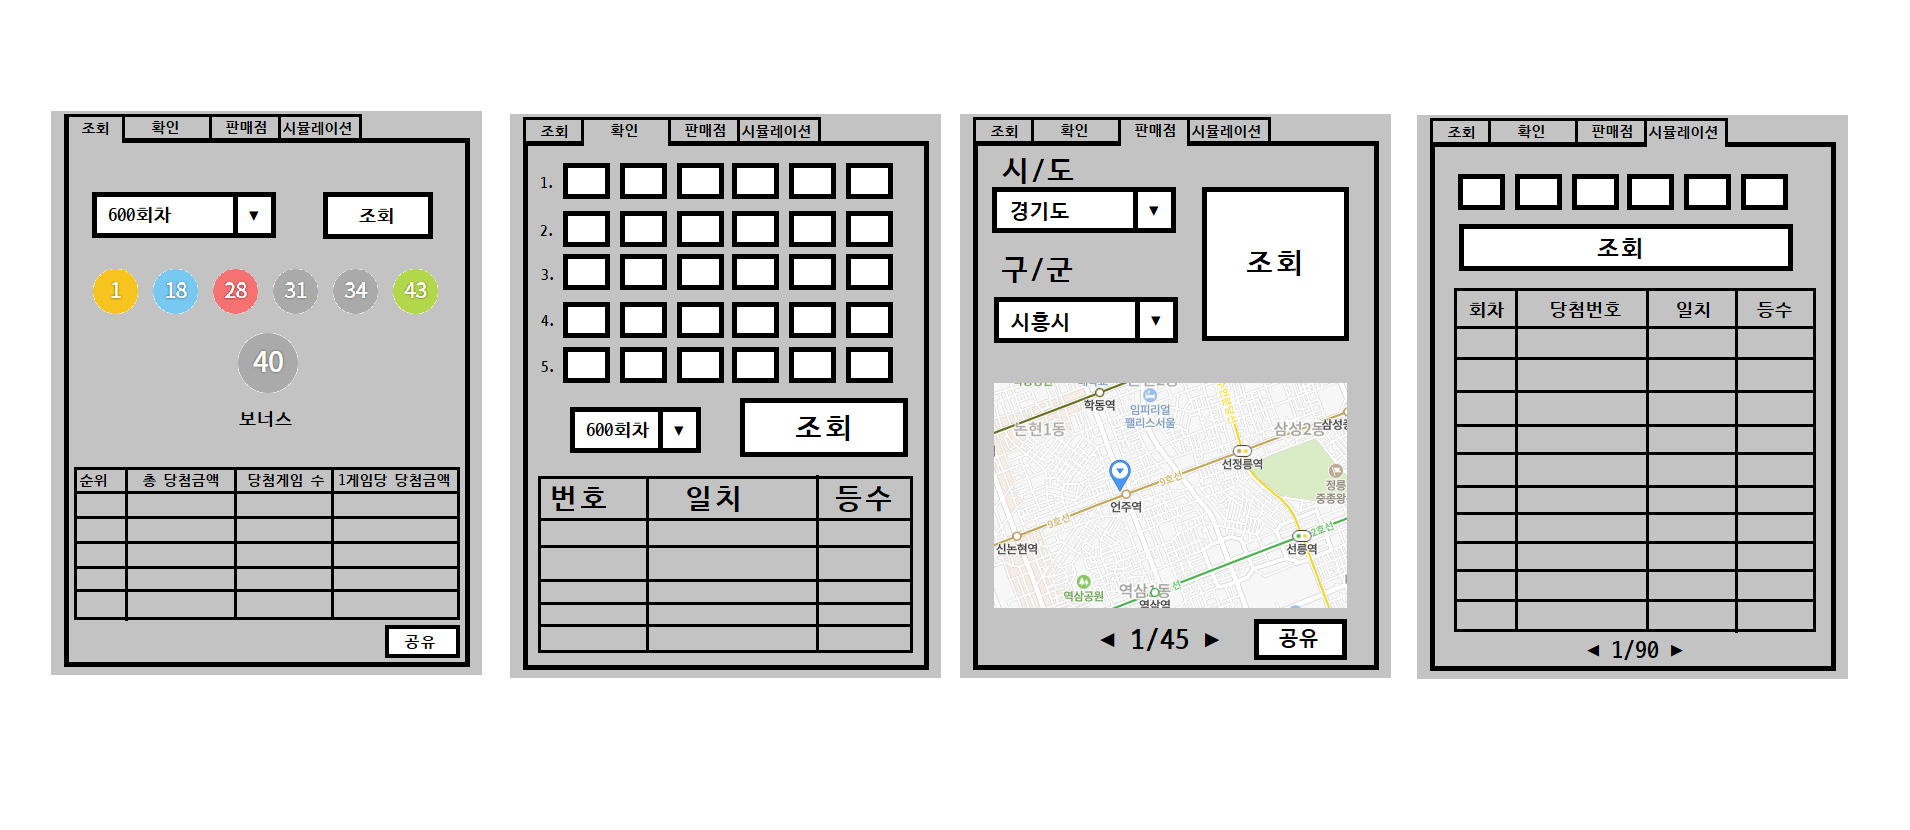 조회 확인 판매점 시뮬레이션
600회차 ▼ 조회
1 18 28 31 34 43
40
보너스
순위 총 당첨금액 당첨게임 수 1게임당 당첨금액
공유
조회 확인 판매점 시뮬레이션
1.
2.
3.
4.
5.
600회차 ▼ 조회
번호 일치 등수
조회 확인 판매점 시뮬레이션
시/도
경기도 ▼
조회
구/군
시흥시 ▼
학동역
임피리얼
팰리스서울
논현1동
삼성2동
선정릉역
정릉
중종왕
9호선
언주역
9호선
2호선
신논현역
선릉역
역삼공원
역삼1동
역삼역
◀ 1/45 ▶ 공유
조회 확인 판매점 시뮬레이션
조회
회차 당첨번호 일치 등수
◀ 1/90 ▶